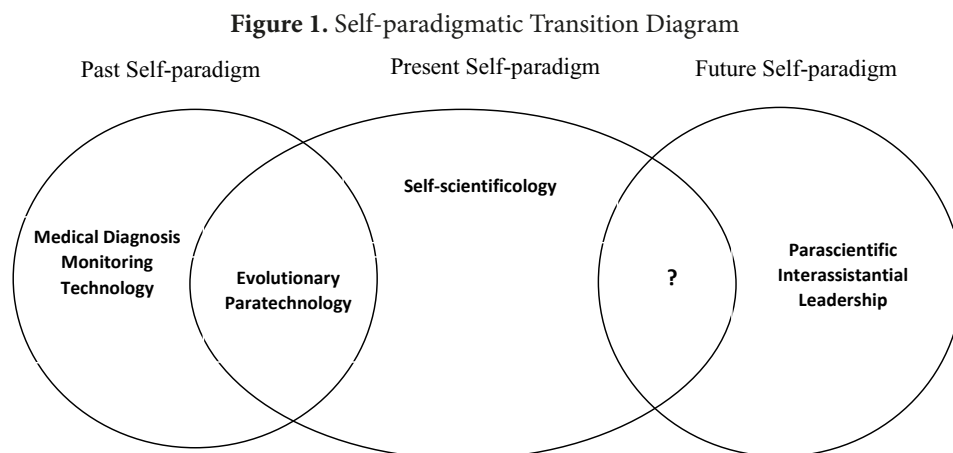 Figure 1. Self-paradigmatic Transition Diagram
Past Self-paradigm
Present Self-paradigm
Future Self-paradigm
Medical Diagnosis
Monitoring
Technology
Evolutionary
Paratechnology
Self-scientificology
?
Parascientific
Interassistantial
Leadership